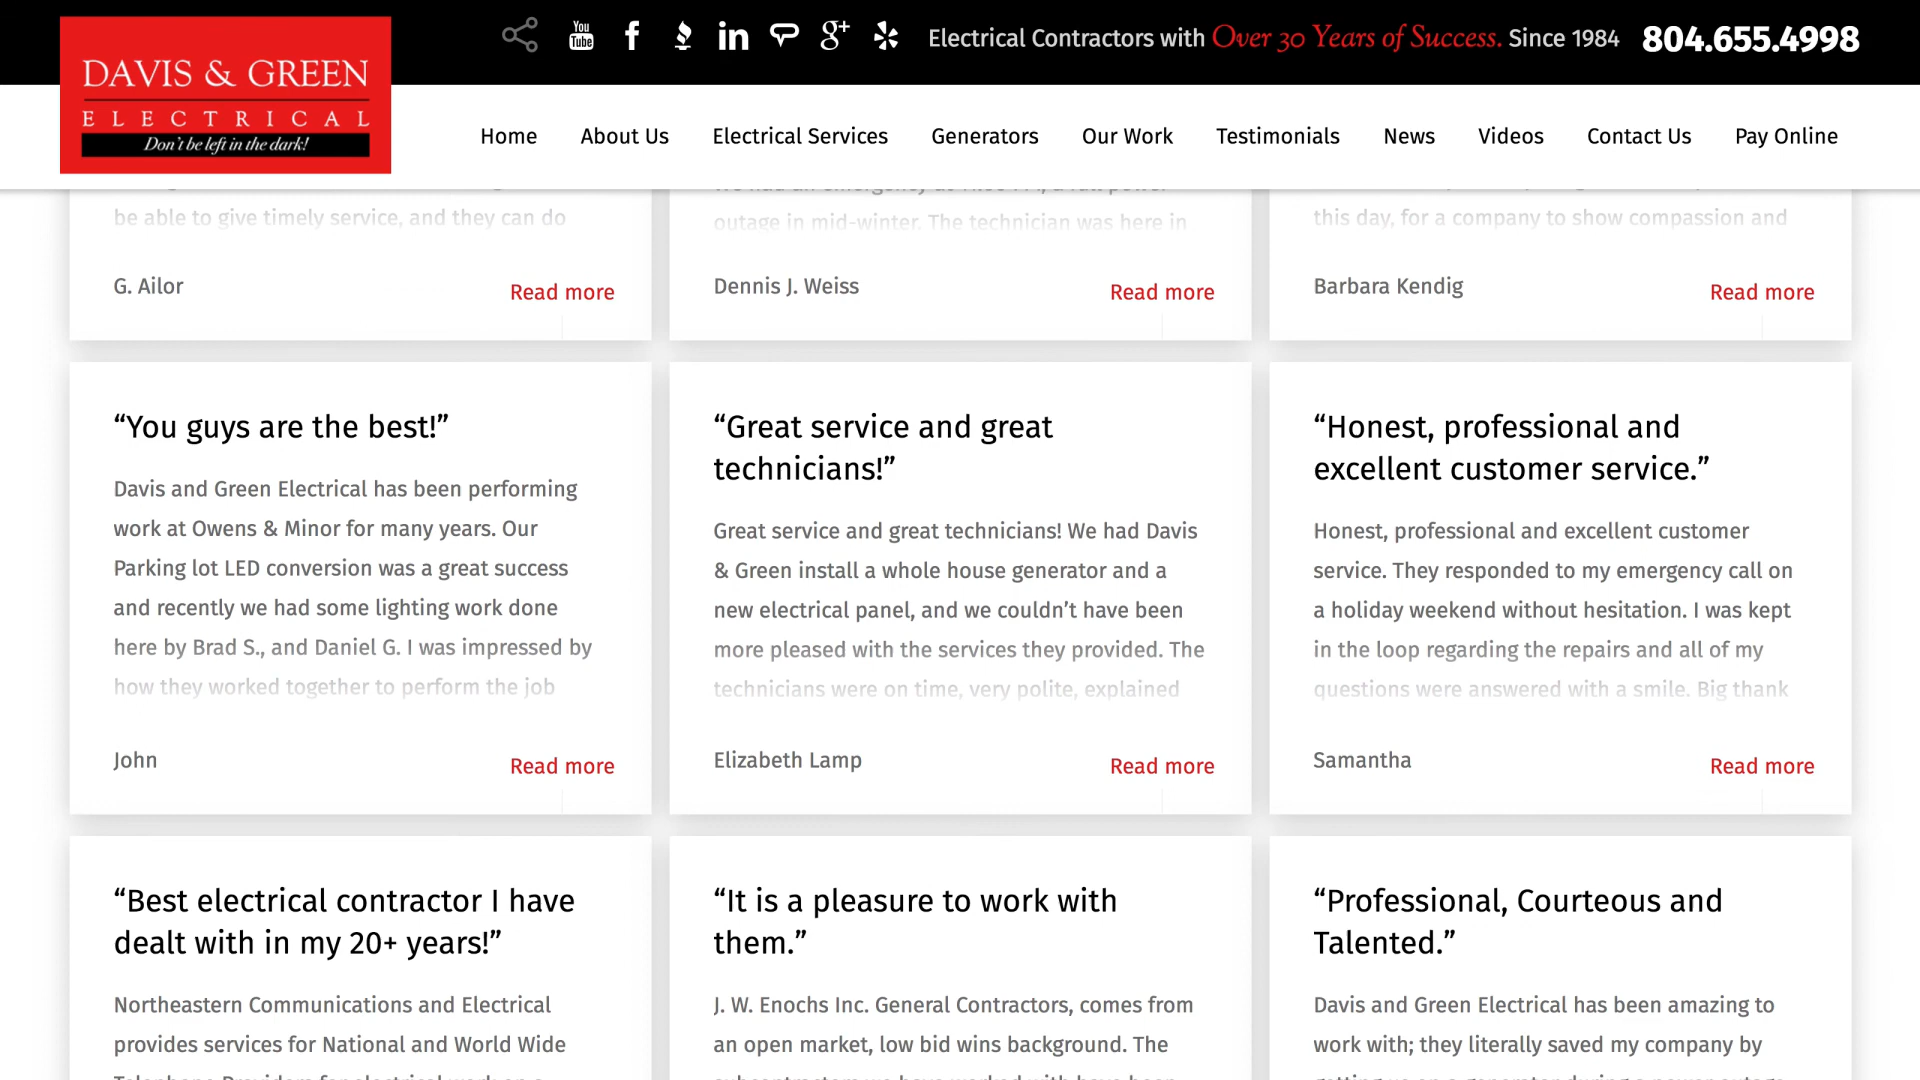 DAVIS & GREEN
ELECTRICAL
Don't be left in the dark!
You Tube
Electrical Contractors with Over 30 Years of Success. Since 1984
804.655.4998
Home
About Us
Electrical Services
Generators
Our Work
Testimonials
News
Videos
Contact Us
Pay Online
be able to give timely service, and they can do
G. Ailor
Read more
outage in mid-winter. The technician was here in
Dennis J. Weiss
Read more
this day, for a company to show compassion and
Barbara Kendig
Read more
“You guys are the best!”
Davis and Green Electrical has been performing
work at Owens & Minor for many years. Our
Parking lot LED conversion was a great success
and recently we had some lighting work done
here by Brad S., and Daniel G. I was impressed by
how they worked together to perform the job
John
Read more
“Great service and great
technicians!”
Great service and great technicians! We had Davis
& Green install a whole house generator and a
new electrical panel, and we couldn’t have been
more pleased with the services they provided. The
technicians were on time, very polite, explained
Elizabeth Lamp
Read more
“Honest, professional and
excellent customer service.”
Honest, professional and excellent customer
service. They responded to my emergency call on
a holiday weekend without hesitation. I was kept
in the loop regarding the repairs and all of my
questions were answered with a smile. Big thank
Samantha
Read more
“Best electrical contractor I have
dealt with in my 20+ years!”
Northeastern Communications and Electrical
provides services for National and World Wide
“It is a pleasure to work with
them.”
J. W. Enochs Inc. General Contractors, comes from
an open market, low bid wins background. The
“Professional, Courteous and
Talented.”
Davis and Green Electrical has been amazing to
work with; they literally saved my company by